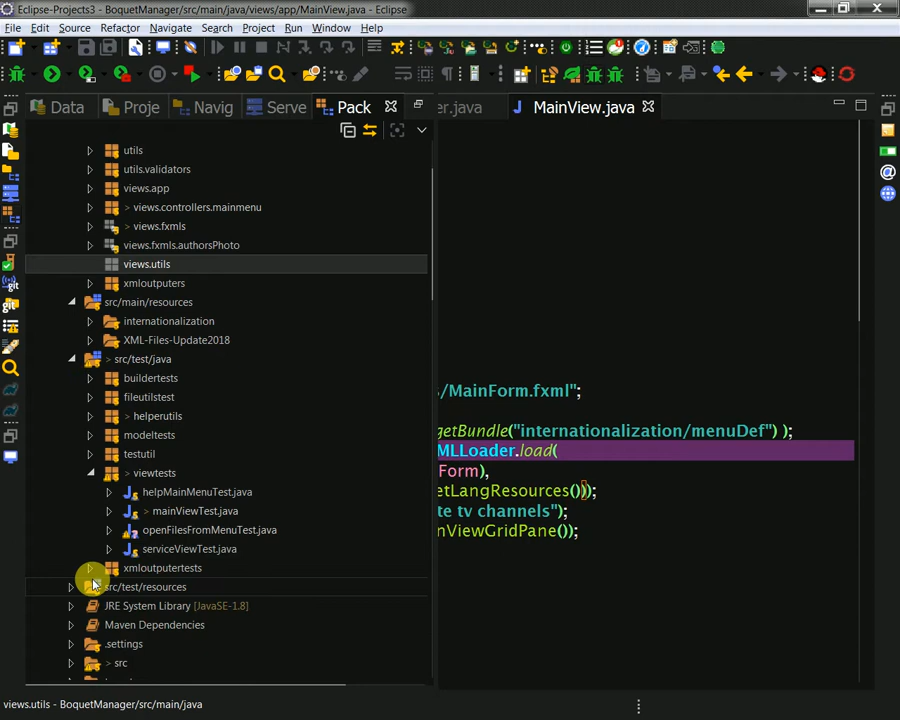 Eclipse-Projects3 - BoquetManager/src/main/java/views/app/MainView.java - Eclipse
File Edit Source Refactor Navigate Search Project Run Window Help
Data Proje Navig Serve Pack er.java MainView.java
utils
utils.validators
views.app
> views.controllers.mainmenu
> views.fxmls
views.fxmls.authorsPhoto
views.utils
xmloutputers
src/main/resources
internationalization
XML-Files-Update2018
> src/test/java
buildertests
fileutilstest
> helperutils
modeltests
testutil
> viewtests
helpMainMenuTest.java
> mainViewTest.java
openFilesFromMenuTest.java
serviceViewTest.java
xmloutputertests
src/test/resources
JRE System Library [JavaSE-1.8]
Maven Dependencies
.settings
> src
s/MainForm.fxml";
getBundle("internationalization/menuDef") );
MLLoader.load(
Form),
etLangResources());
te tv channels");
nViewGridPane());
views.utils - BoquetManager/src/main/java